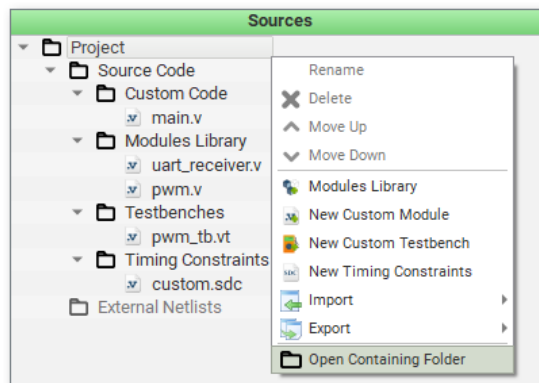 Sources
Project
Source Code
Custom Code
main.v
Modules Library
uart_receiver.v
pwm.v
Testbenches
pwm_tb.vt
Timing Constraints
custom.sdc
External Netlists
Rename
Delete
Move Up
Move Down
Modules Library
New Custom Module
New Custom Testbench
New Timing Constraints
Import
Export
Open Containing Folder